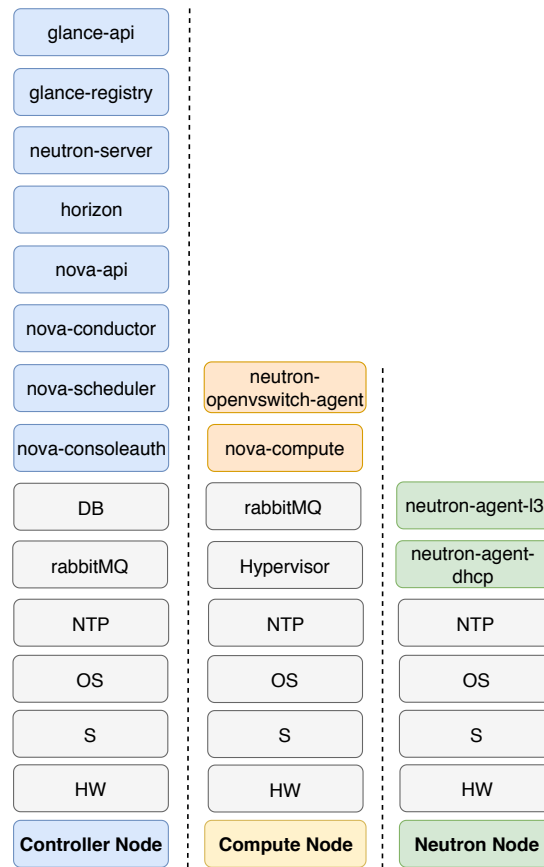 glance-api
glance-registry
neutron-server
horizon
nova-api
nova-conductor
nova-scheduler
nova-consoleauth
DB
rabbitMQ
NTP
OS
S
HW
Controller Node
neutron-
openvswitch-agent
nova-compute
rabbitMQ
Hypervisor
NTP
OS
S
HW
Compute Node
neutron-agent-l3
neutron-agent-
dhcp
NTP
OS
S
HW
Neutron Node